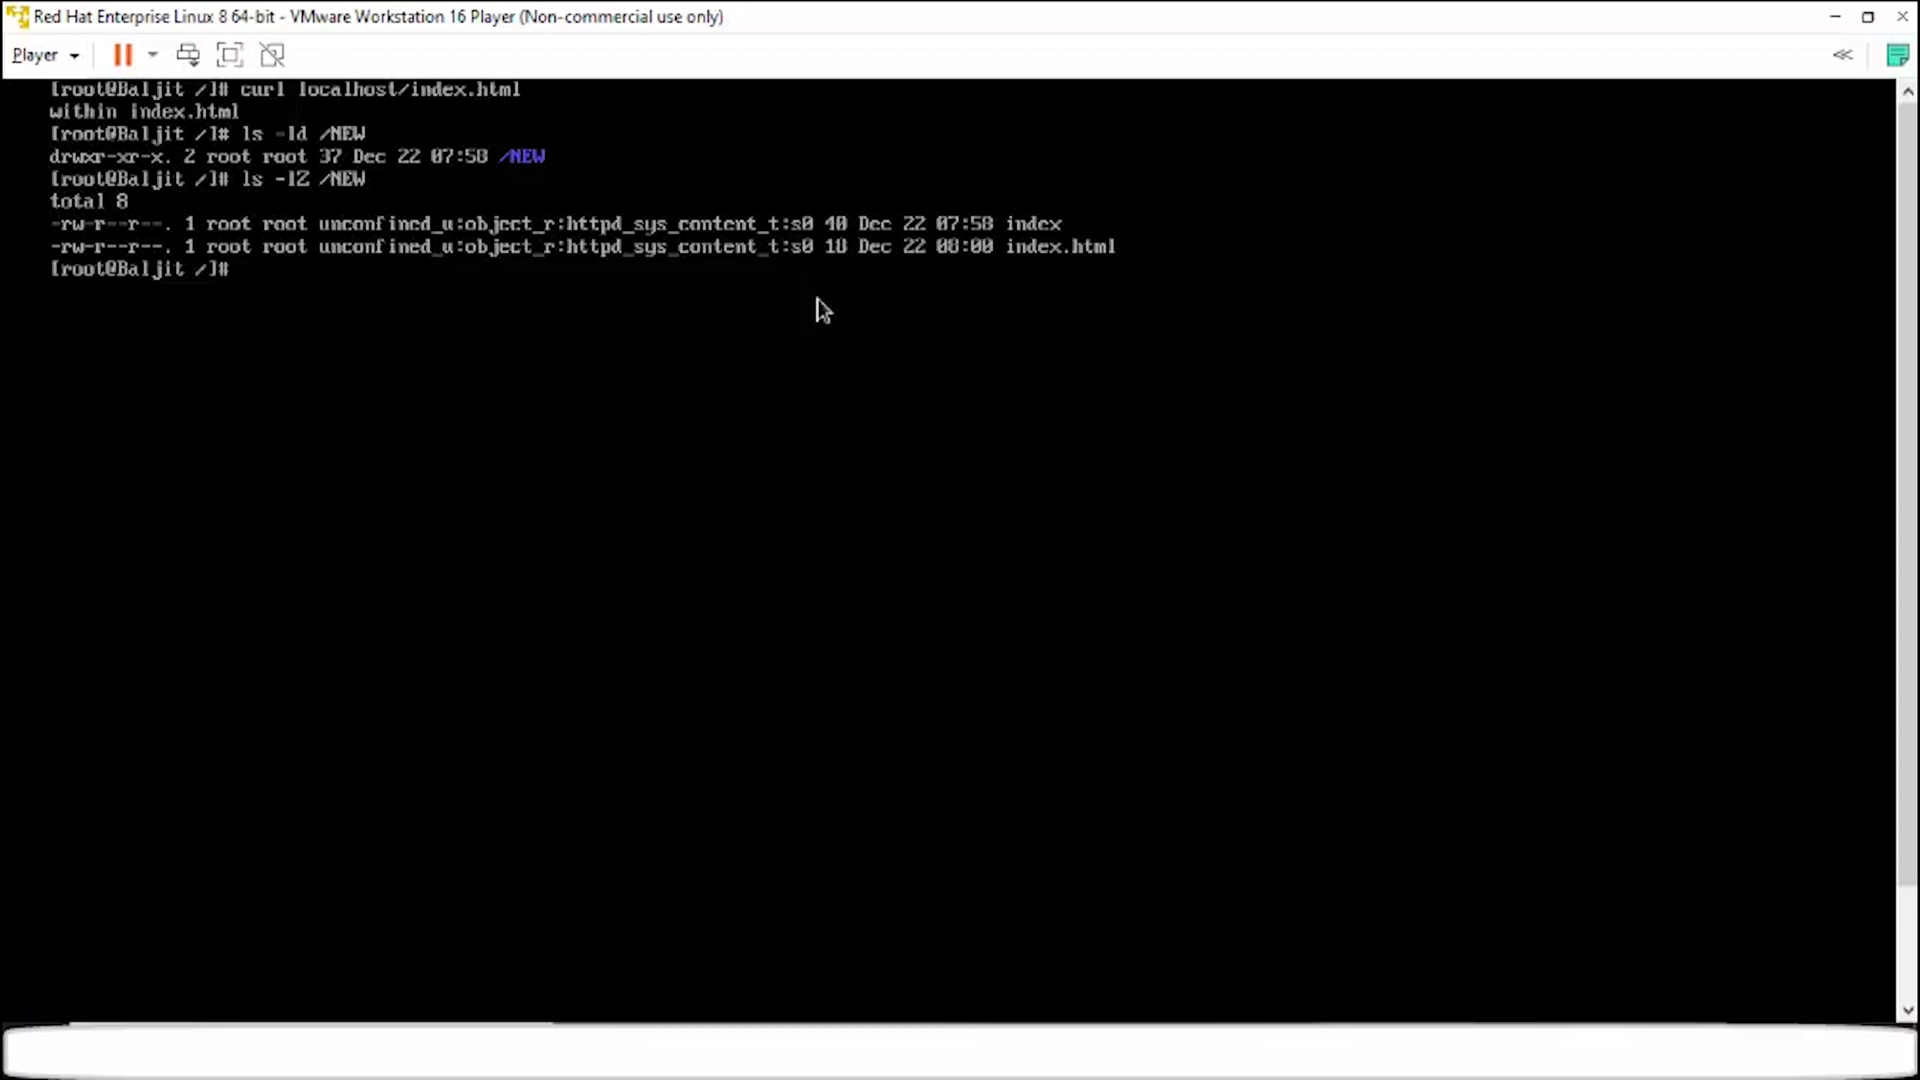 Red Hat Enterprise Linux 8 64-bit - VMware Workstation 16 Player (Non-commercial use only)
Player
[root@Baljit /]# curl localhost/index.html
within index.html
[root@Baljit /]# ls -ld /NEW
drwxr-xr-x. 2 root root 37 Dec 22 07:58 /NEW
[root@Baljit /]# ls -lZ /NEW
total 8
-rw-r--r--. 1 root root unconfined_u:object_r:httpd_sys_content_t:s0 40 Dec 22 07:58 index
-rw-r--r--. 1 root root unconfined_u:object_r:httpd_sys_content_t:s0 18 Dec 22 08:00 index.html
[root@Baljit /]#